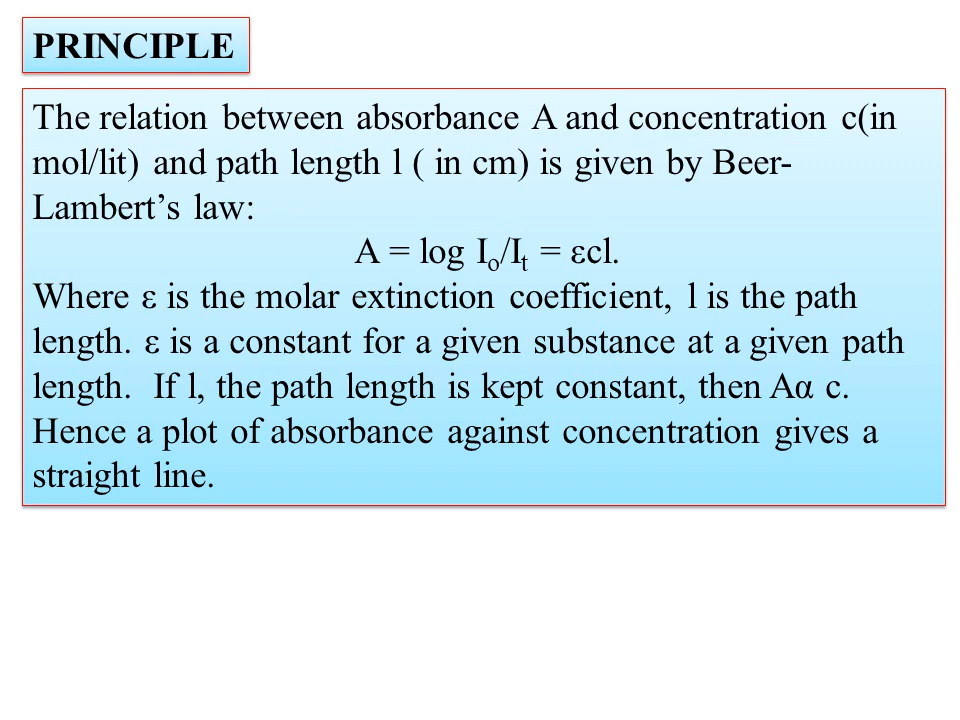 PRINCIPLE
The relation between absorbance A and concentration c(in
mol/lit) and path length l ( in cm) is given by Beer-
Lambert’s law:
A = log Iₒ/Iₜ = εcl.
Where ε is the molar extinction coefficient, l is the path
length. ε is a constant for a given substance at a given path
length. If l, the path length is kept constant, then Aα c.
Hence a plot of absorbance against concentration gives a
straight line.